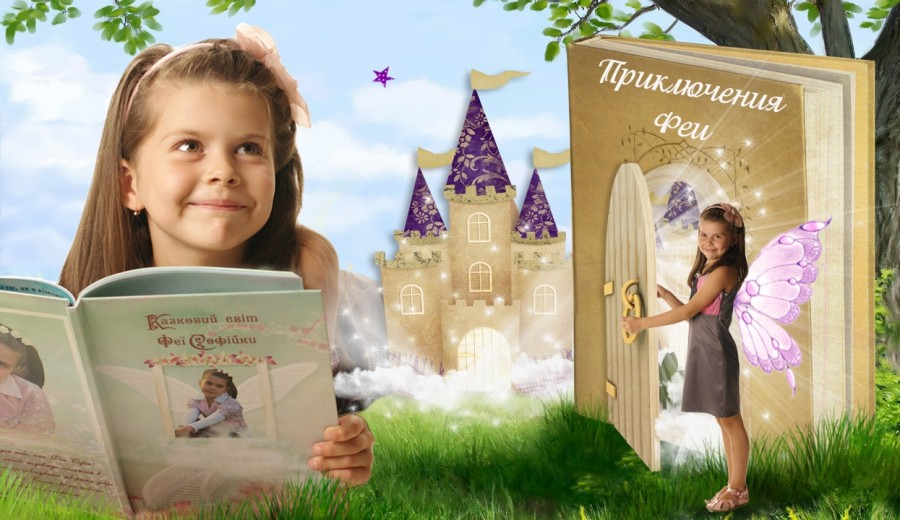 Приключения
феи
Казковий світ
Феї Софійки